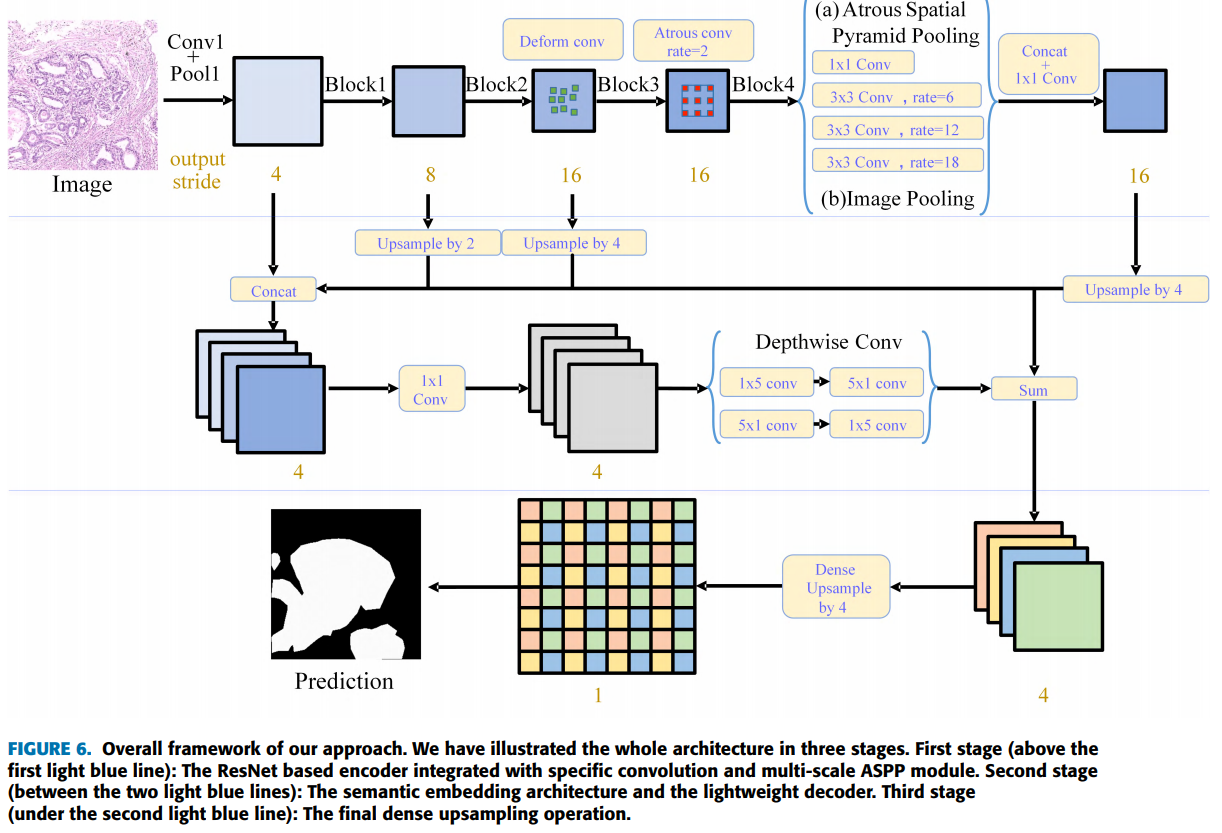 Conv1
+
Pool1
Deform conv
Atrous conv
rate=2
(a) Atrous Spatial
Pyramid Pooling
1x1 Conv
3x3 Conv , rate=6
3x3 Conv , rate=12
3x3 Conv , rate=18
(b)Image Pooling
Concat
+
1x1 Conv
Block1
Block2
Block3
Block4
Image
output
stride
4
8
16
16
16
Upsample by 2
Upsample by 4
Concat
Upsample by 4
1x1
Conv
Depthwise Conv
1x5 conv
5x1 conv
5x1 conv
1x5 conv
Sum
4
4
Dense
Upsample
by 4
Prediction
1
4
FIGURE 6. Overall framework of our approach. We have illustrated the whole architecture in three stages. First stage (above the
first light blue line): The ResNet based encoder integrated with specific convolution and multi-scale ASPP module. Second stage
(between the two light blue lines): The semantic embedding architecture and the lightweight decoder. Third stage
(under the second light blue line): The final dense upsampling operation.